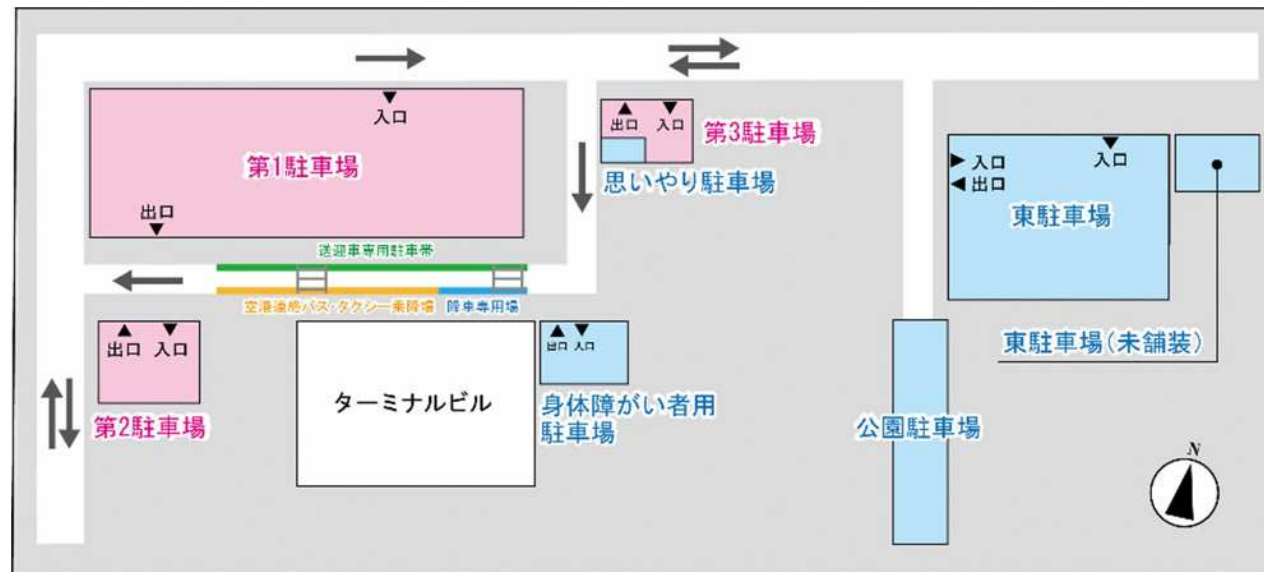 入口
第1駐車場
出口
出口 入口
第3駐車場
思いやり駐車場
入口
入口
出口
東駐車場
送迎車専用駐車帯
空港連絡バス・タクシー乗降場
降車専用場
出口 入口
第2駐車場
ターミナルビル
出口 入口
身体障がい者用
駐車場
東駐車場(未舗装)
公園駐車場
N